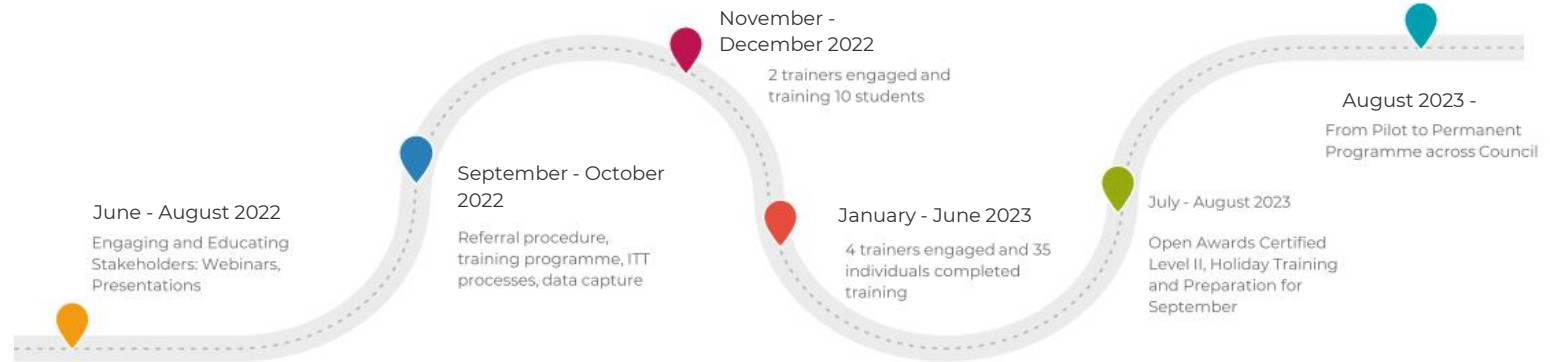 June - August 2022
Engaging and Educating
Stakeholders: Webinars,
Presentations
September - October
2022
Referral procedure,
training programme, ITT
processes, data capture
November -
December 2022
2 trainers engaged and
training 10 students
January - June 2023
4 trainers engaged and 35
individuals completed
training
July - August 2023
Open Awards Certified
Level II, Holiday Training
and Preparation for
September
August 2023 -
From Pilot to Permanent
Programme across Council